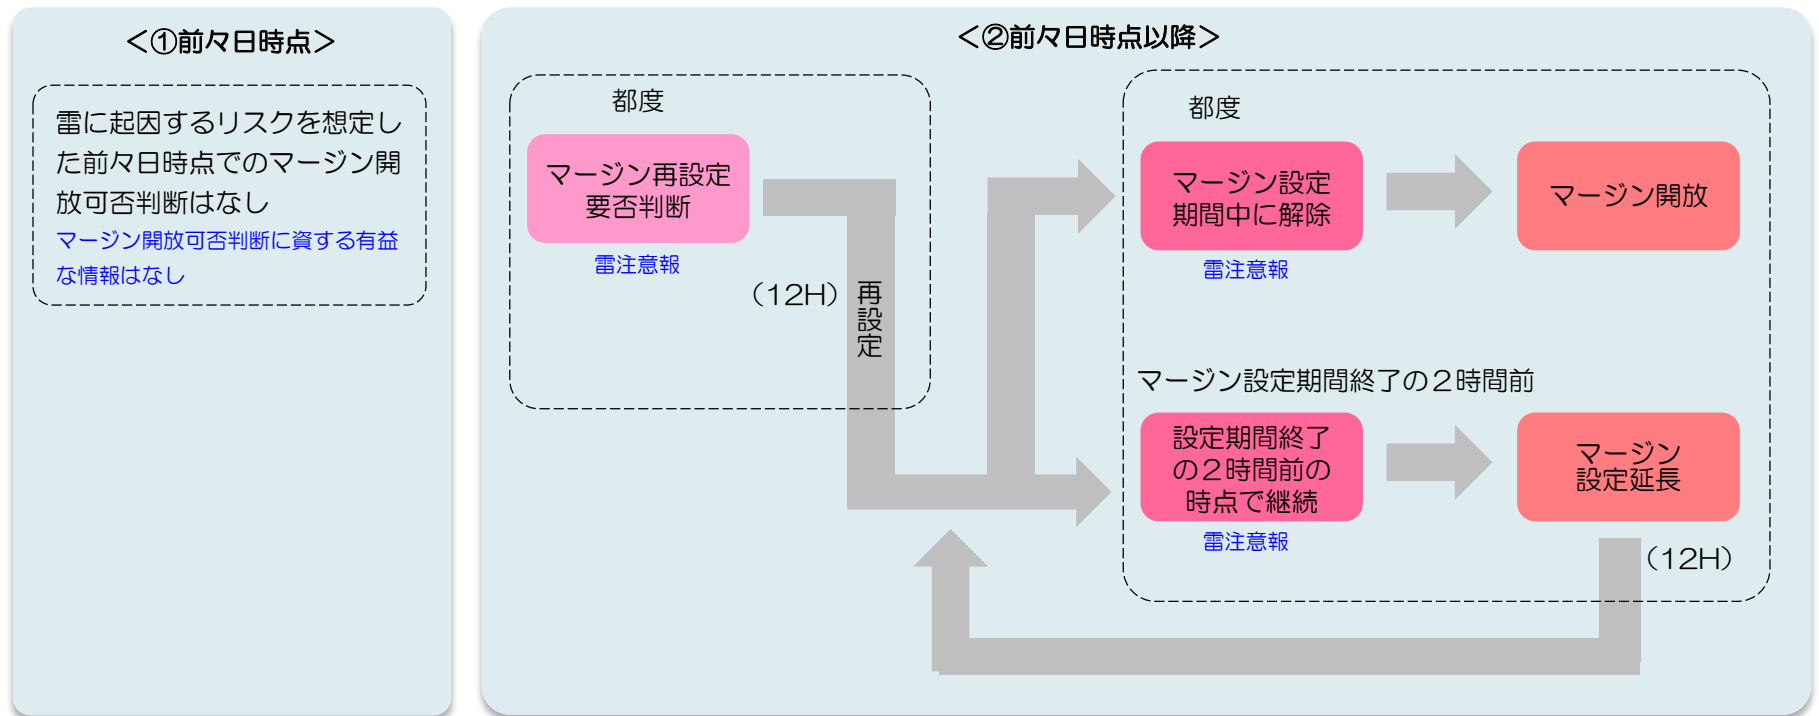 ＜①前々日時点＞
雷に起因するリスクを想定し
た前々日時点でのマージン開
放可否判断はなし
マージン開放可否判断に資する有益
な情報はなし
＜②前々日時点以降＞
都度
マージン再設定
要否判断
雷注意報
（12H）
再設定
都度
マージン設定
期間中に解除
雷注意報
マージン開放
マージン設定期間終了の２時間前
設定期間終了
の２時間前の
時点で継続
雷注意報
マージン
設定延長
（12H）